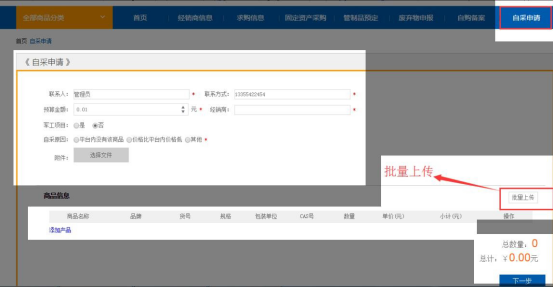 全部商品分类 首页 经销商信息 求购信息 固定资产采购 管制品预定 废弃物申报 自购备案 自采申请
首页 自采申请
《 自采申请 》
联系人： 管理员 * 联系方式： *
预算金额： 0.01 元 * 经销商： *
军工项目： 是 否
自采原因： 平台内没有该商品 价格比平台内价格低 其他 *
附件： 选择文件
批量上传
商品信息 批量上传
商品名称 品牌 货号 规格 包装单位 CAS号 数量 单价(元) 小计(元) 操作
添加产品
总数量：0
总计：￥0.00元
下一步